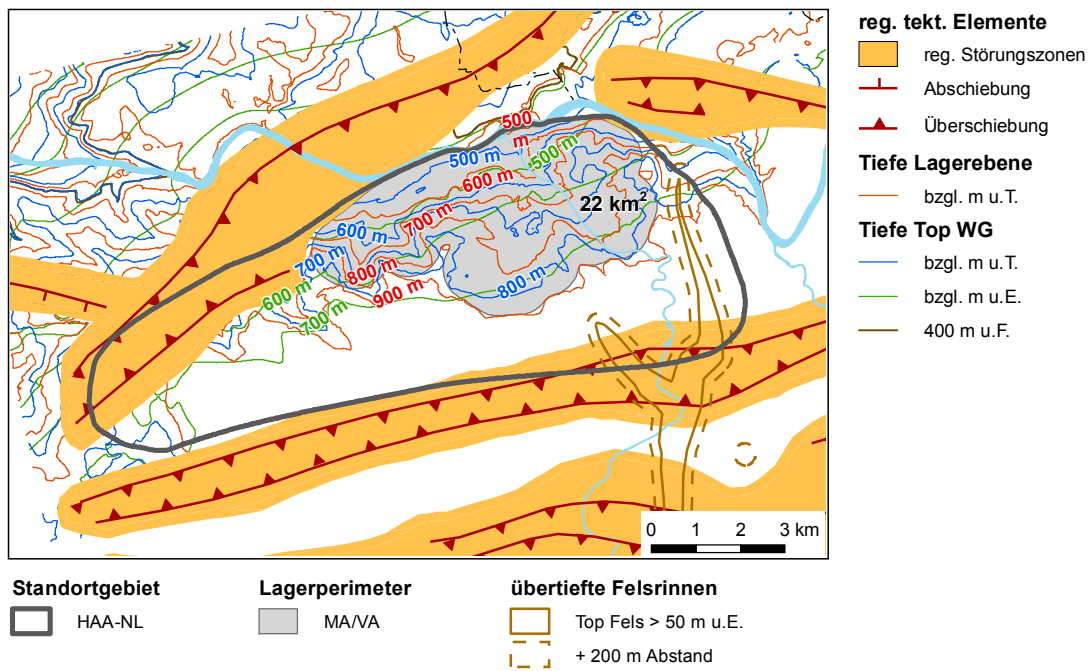 500
m
500 m
500 m
600 m
22 km²
700 m
600 m
700 m
800 m
600 m
900 m
800 m
700 m
0 1 2 3 km
reg. tekt. Elemente
reg. Störungszonen
Abschiebung
Überschiebung
Tiefe Lagerebene
bzgl. m u.T.
Tiefe Top WG
bzgl. m u.T.
bzgl. m u.E.
400 m u.F.
Standortgebiet
HAA-NL
Lagerperimeter
MA/VA
übertiefte Felsrinnen
Top Fels > 50 m u.E.
+ 200 m Abstand